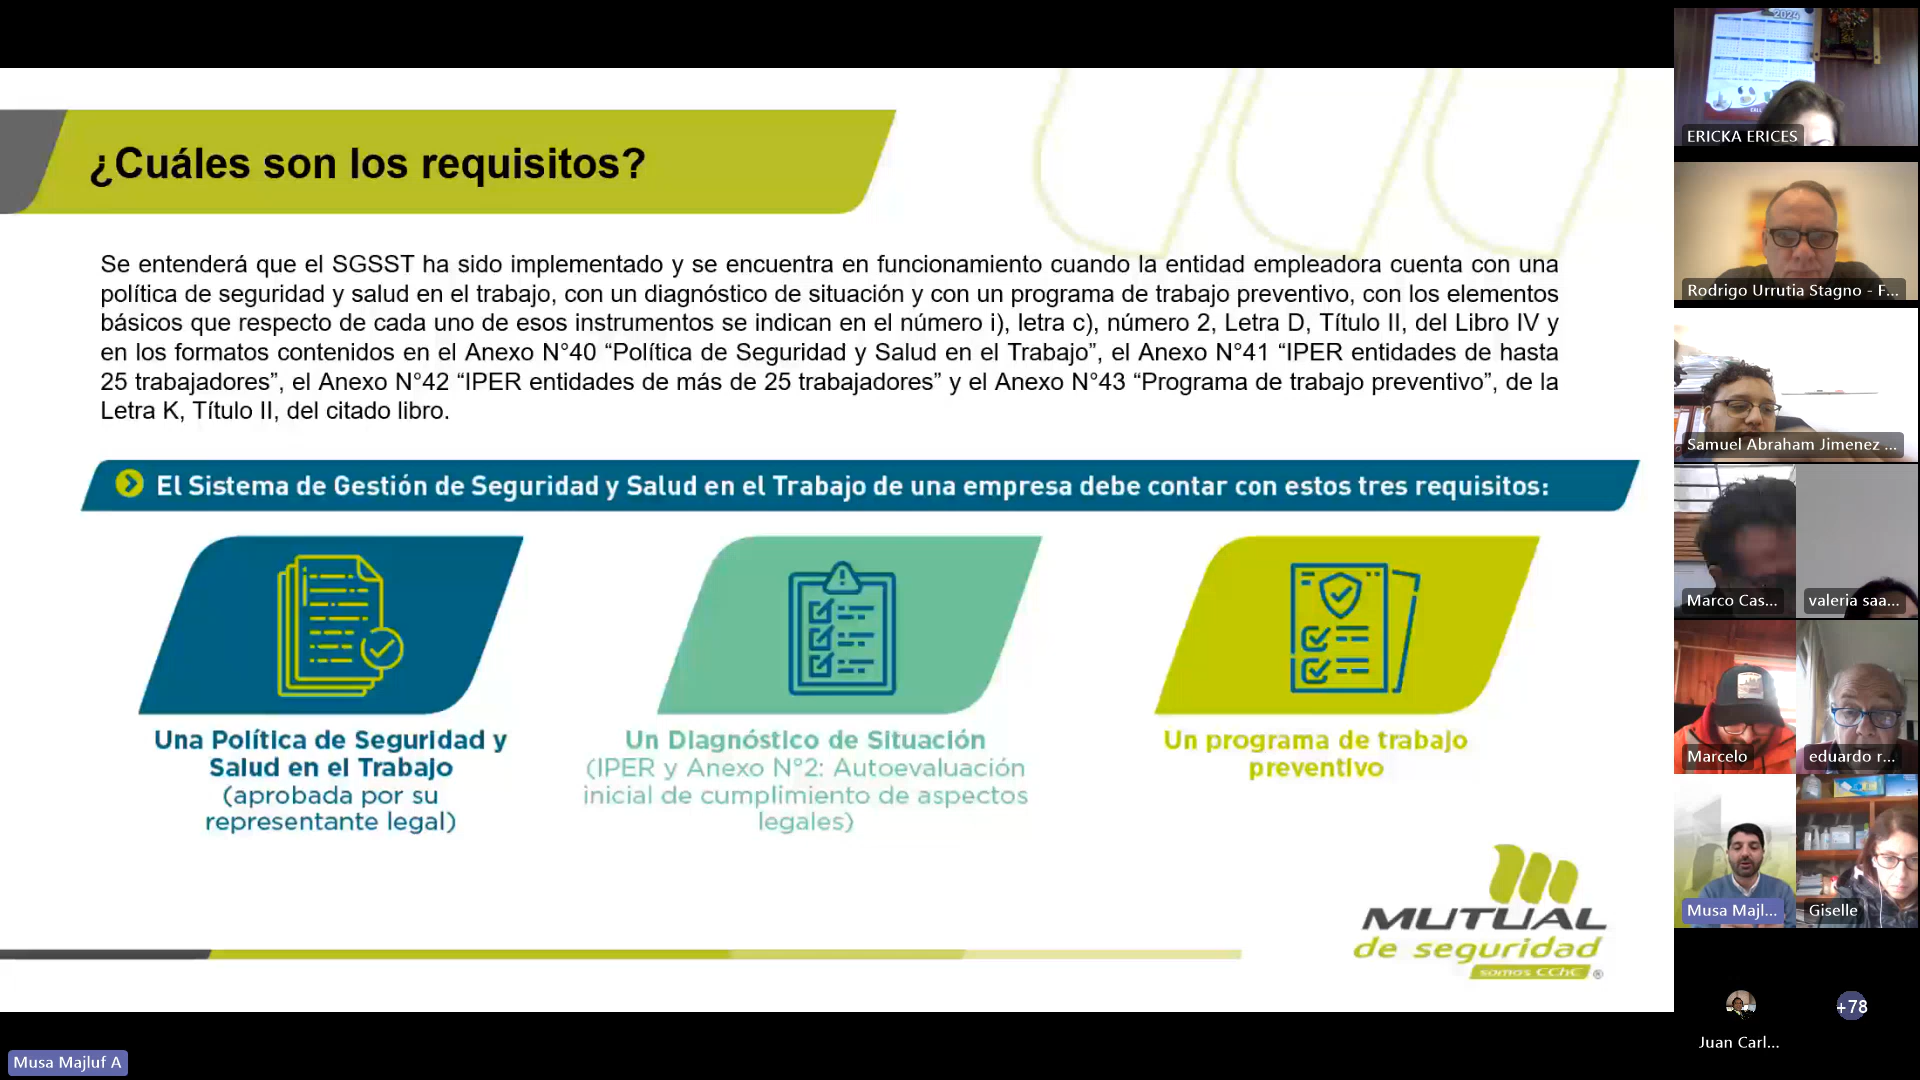 ¿Cuáles son los requisitos?
Se entenderá que el SGSST ha sido implementado y se encuentra en funcionamiento cuando la entidad empleadora cuenta con una
política de seguridad y salud en el trabajo, con un diagnóstico de situación y con un programa de trabajo preventivo, con los elementos
básicos que respecto de cada uno de esos instrumentos se indican en el número i), letra c), número 2, Letra D, Título II, del Libro IV y
en los formatos contenidos en el Anexo N°40 “Política de Seguridad y Salud en el Trabajo”, el Anexo N°41 “IPER entidades de hasta
25 trabajadores”, el Anexo N°42 “IPER entidades de más de 25 trabajadores” y el Anexo N°43 “Programa de trabajo preventivo”, de la
Letra K, Título II, del citado libro.
El Sistema de Gestión de Seguridad y Salud en el Trabajo de una empresa debe contar con estos tres requisitos:
Una Política de Seguridad y
Salud en el Trabajo
(aprobada por su
representante legal)
Un Diagnóstico de Situación
(IPER y Anexo N°2: Autoevaluación
inicial de cumplimiento de aspectos
legales)
Un programa de trabajo
preventivo
MUTUAL
de seguridad
somos CChC ®
Musa Majluf A
2024
ERICKA ERICES
Rodrigo Urrutia Stagno - F...
Samuel Abraham Jimenez ...
Marco Cas...
valeria saa...
Marcelo
eduardo r...
Musa Majl...
Giselle
Juan Carl...
+78